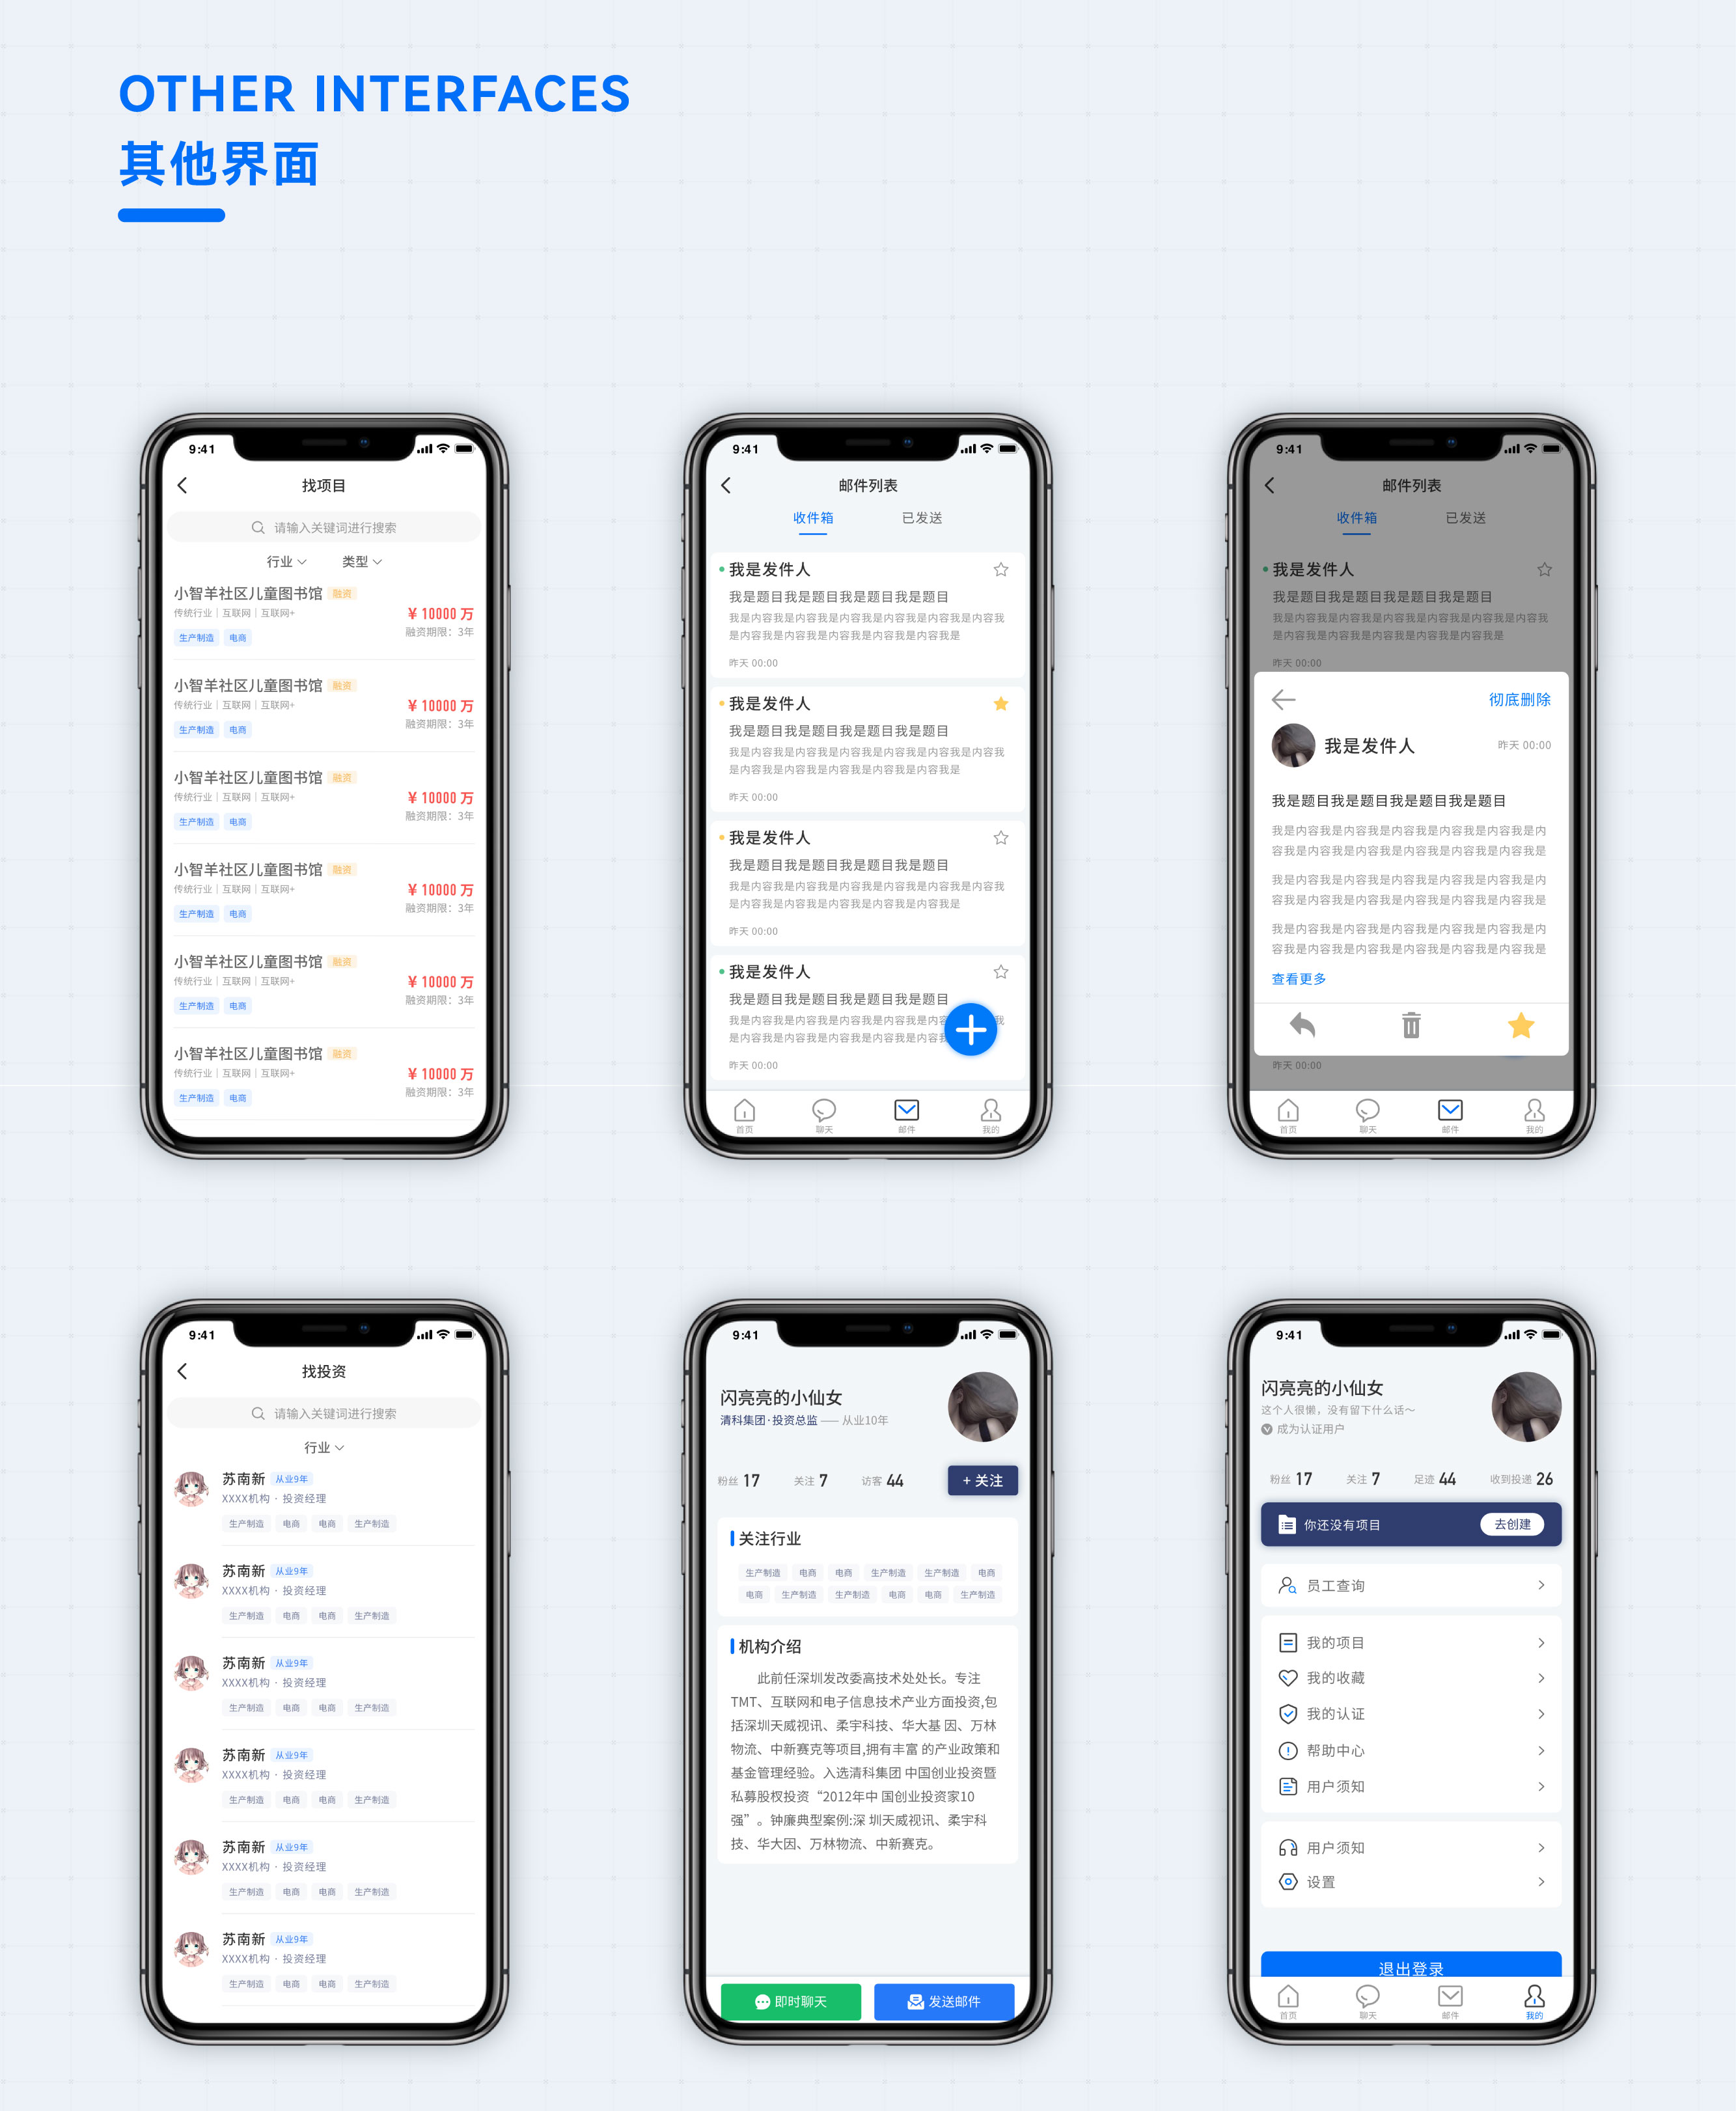 OTHER INTERFACES
其他界面
9:41
找项目
请输入关键词进行搜索
行业 类型
小智羊社区儿童图书馆 融资
传统行业｜互联网｜互联网+
¥ 10000 万
融资期限：3年
生产制造 电商
小智羊社区儿童图书馆 融资
传统行业｜互联网｜互联网+
¥ 10000 万
融资期限：3年
生产制造 电商
小智羊社区儿童图书馆 融资
传统行业｜互联网｜互联网+
¥ 10000 万
融资期限：3年
生产制造 电商
小智羊社区儿童图书馆 融资
传统行业｜互联网｜互联网+
¥ 10000 万
融资期限：3年
生产制造 电商
小智羊社区儿童图书馆 融资
传统行业｜互联网｜互联网+
¥ 10000 万
融资期限：3年
生产制造 电商
小智羊社区儿童图书馆 融资
传统行业｜互联网｜互联网+
¥ 10000 万
融资期限：3年
生产制造 电商
9:41
邮件列表
收件箱 已发送
我是发件人
我是题目我是题目我是题目我是题目
我是内容我是内容我是内容我是内容我是内容我是内容我
是内容我是内容我是内容我是内容我是内容我是
昨天 00:00
我是发件人
我是题目我是题目我是题目我是题目
我是内容我是内容我是内容我是内容我是内容我是内容我
是内容我是内容我是内容我是内容我是内容我是
昨天 00:00
我是发件人
我是题目我是题目我是题目我是题目
我是内容我是内容我是内容我是内容我是内容我是内容我
是内容我是内容我是内容我是内容我是内容我是
昨天 00:00
我是发件人
我是题目我是题目我是题目我是题目
我是内容我是内容我是内容我是内容我是内 我
是内容我是内容我是内容我是内容我是内
昨天 00:00
首页 聊天 邮件 我的
9:41
邮件列表
收件箱 已发送
我是发件人
我是题目我是题目我是题目我是题目
我是内容我是内容我是内容我是内容我是内容我是内容我
是内容我是内容我是内容我是内容我是内容我是
昨天 00:00
彻底删除
我是发件人 昨天 00:00
我是题目我是题目我是题目我是题目
我是内容我是内容我是内容我是内容我是内容我是内
容我是内容我是内容我是内容我是内容我是内容我是
我是内容我是内容我是内容我是内容我是内容我是内
容我是内容我是内容我是内容我是内容我是内容我是
我是内容我是内容我是内容我是内容我是内容我是内
容我是内容我是内容我是内容我是内容我是内容我是
查看更多
昨天 00:00
首页 聊天 邮件 我的
9:41
找投资
请输入关键词进行搜索
行业
苏南新 从业9年
XXXX机构 · 投资经理
生产制造 电商 电商 生产制造
苏南新 从业9年
XXXX机构 · 投资经理
生产制造 电商 电商 生产制造
苏南新 从业9年
XXXX机构 · 投资经理
生产制造 电商 电商 生产制造
苏南新 从业9年
XXXX机构 · 投资经理
生产制造 电商 电商 生产制造
苏南新 从业9年
XXXX机构 · 投资经理
生产制造 电商 电商 生产制造
苏南新 从业9年
XXXX机构 · 投资经理
生产制造 电商 电商 生产制造
9:41
闪亮亮的小仙女
清科集团·投资总监 —— 从业10年
粉丝 17 关注 7 访客 44 + 关注
关注行业
生产制造 电商 电商 生产制造 生产制造 电商
电商 生产制造 生产制造 电商 电商 生产制造
机构介绍
此前任深圳发改委高技术处处长。专注
TMT、互联网和电子信息技术产业方面投资,包
括深圳天威视讯、柔宇科技、华大基 因、万林
物流、中新赛克等项目,拥有丰富 的产业政策和
基金管理经验。入选清科集团 中国创业投资暨
私募股权投资“2012年中 国创业投资家10
强”。钟廉典型案例:深 圳天威视讯、柔宇科
技、华大因、万林物流、中新赛克。
即时聊天 发送邮件
9:41
闪亮亮的小仙女
这个人很懒，没有留下什么话～
成为认证用户
粉丝 17 关注 7 足迹 44 收到投递 26
你还没有项目 去创建
员工查询
我的项目
我的收藏
我的认证
帮助中心
用户须知
用户须知
设置
退出登录
首页 聊天 邮件 我的